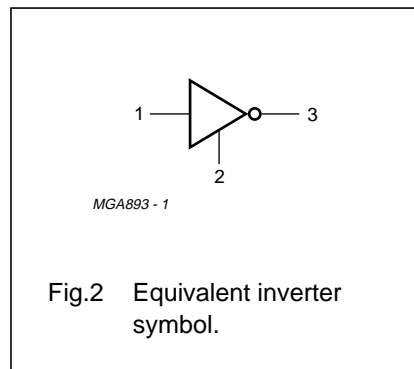 1
3
2
MGA893 - 1
Fig.2 Equivalent inverter
symbol.